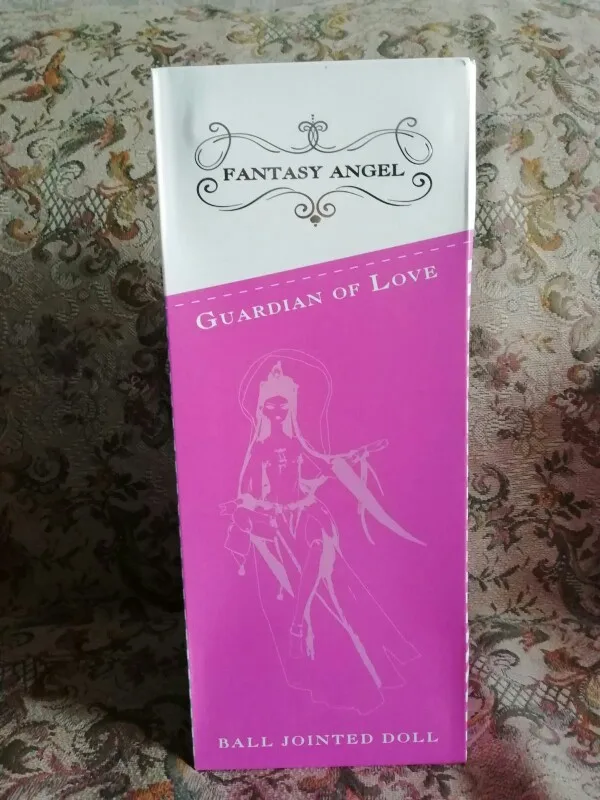 FANTASY ANGEL
GUARDIAN OF LOVE
BALL JOINTED DOLL